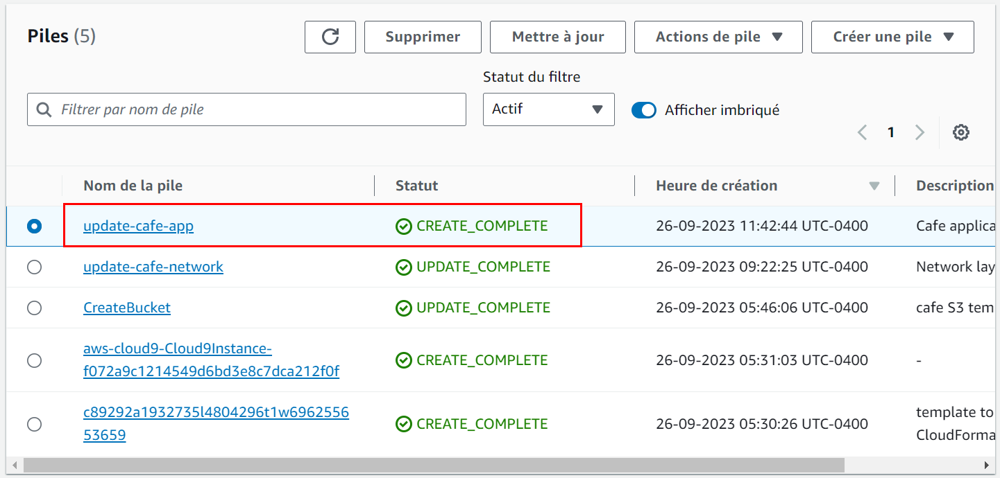 Piles (5)
Supprimer
Mettre à jour
Actions de pile
Créer une pile
Statut du filtre
Filtrer par nom de pile
Actif
Afficher imbriqué
1
Nom de la pile Statut Heure de création Description
update-cafe-app CREATE_COMPLETE 26-09-2023 11:42:44 UTC-0400 Cafe applica
update-cafe-network UPDATE_COMPLETE 26-09-2023 09:22:25 UTC-0400 Network lay
CreateBucket UPDATE_COMPLETE 26-09-2023 05:46:06 UTC-0400 cafe S3 tem
aws-cloud9-Cloud9Instance-
f072a9c1214549d6bd3e8c7dca212f0f CREATE_COMPLETE 26-09-2023 05:31:03 UTC-0400 -
c89292a1932735l4804296t1w6962556
53659 CREATE_COMPLETE 26-09-2023 05:30:26 UTC-0400 template to
CloudForma